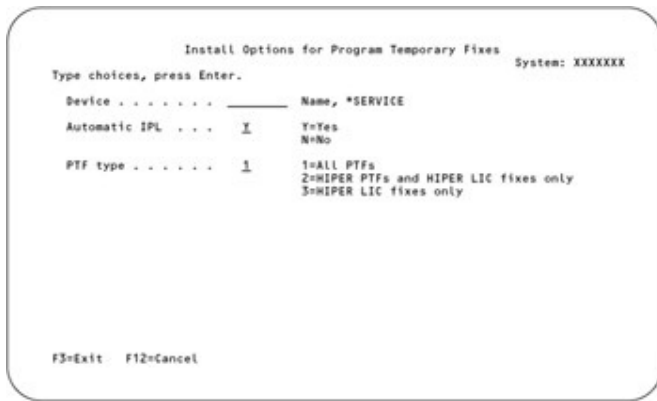 Install Options for Program Temporary Fixes
System: XXXXXXX
Type choices, press Enter.
Device . . . . . . . ______ Name, *SERVICE
Automatic IPL . . . Y Y=Yes
N=No
PTF type . . . . . . 1 1=All PTFs
2=HIPER PTFs and HIPER LIC fixes only
3=HIPER LIC fixes only
F3=Exit F12=Cancel